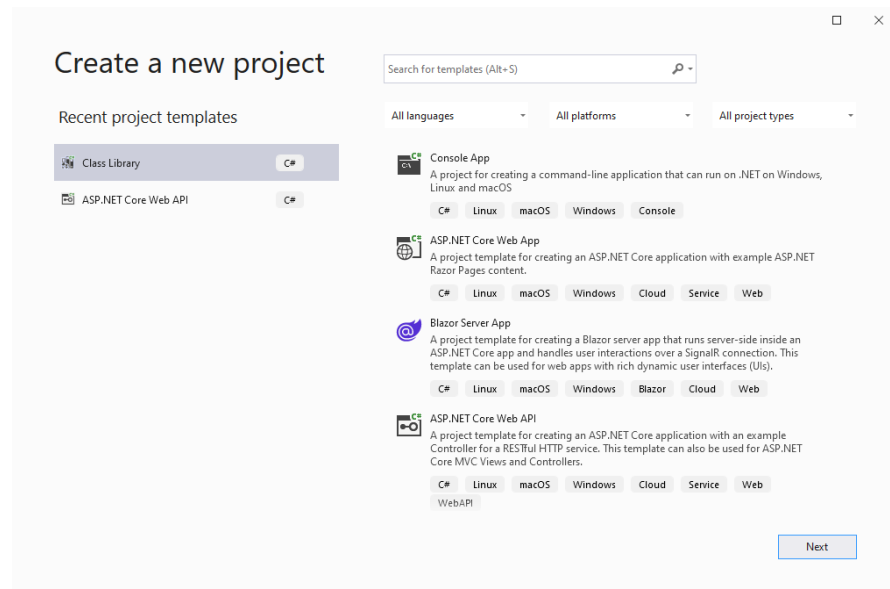 Create a new project
Search for templates (Alt+S)
Recent project templates
All languages
All platforms
All project types
Class Library
C#
ASP.NET Core Web API
C#
C#
C:\
Console App
A project for creating a command-line application that can run on .NET on Windows,
Linux and macOS
C# Linux macOS Windows Console
C#
ASP.NET Core Web App
A project template for creating an ASP.NET Core application with example ASP.NET
Razor Pages content.
C# Linux macOS Windows Cloud Service Web
@
Blazor Server App
A project template for creating a Blazor server app that runs server-side inside an
ASP.NET Core app and handles user interactions over a SignalR connection. This
template can be used for web apps with rich dynamic user interfaces (UIs).
C# Linux macOS Windows Blazor Cloud Web
C#
ASP.NET Core Web API
A project template for creating an ASP.NET Core application with an example
Controller for a RESTful HTTP service. This template can also be used for ASP.NET
Core MVC Views and Controllers.
C# Linux macOS Windows Cloud Service Web
WebAPI
Next